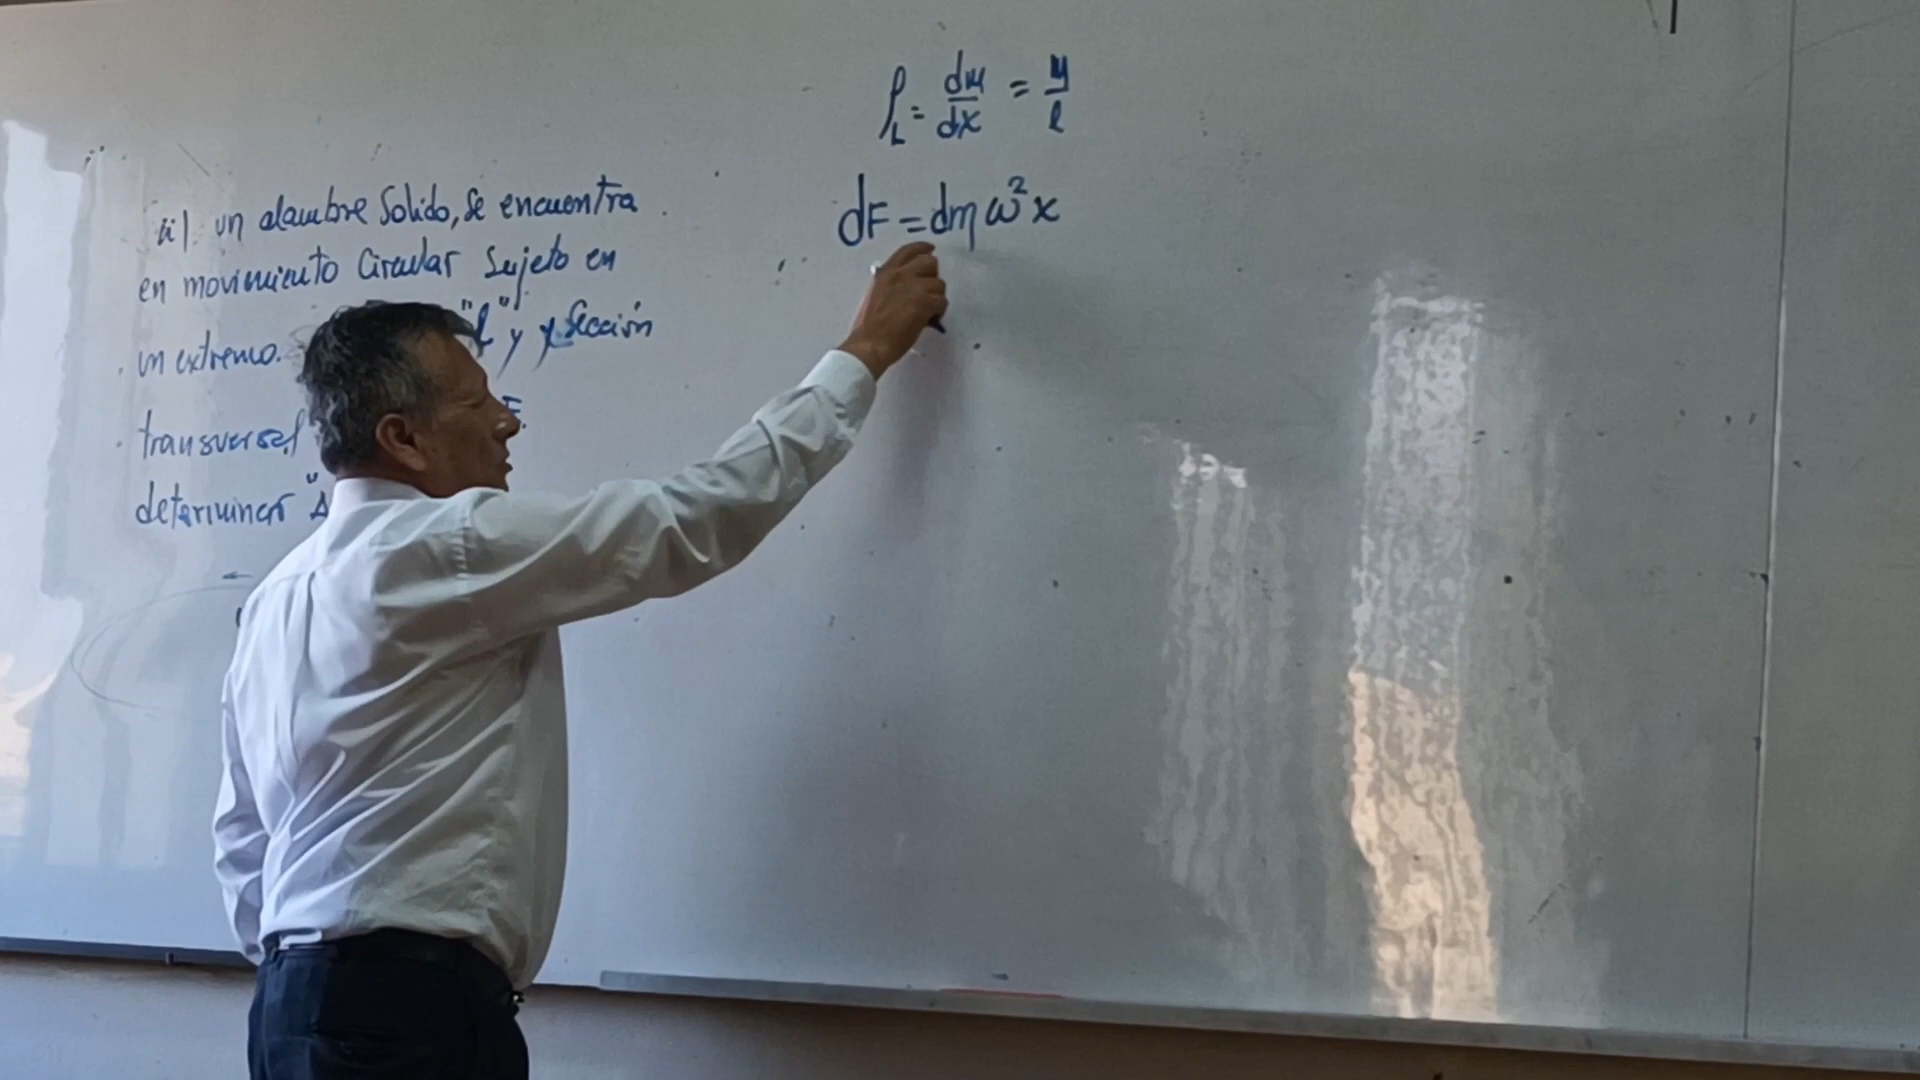 ii) un alambre Solido, se encuentra
en movimiento Circular Sujeto en
un extremo. "l" y sección
transversal E.
determinar "Δ
ρL = dm/dx = M/l
dF = dm ω²x